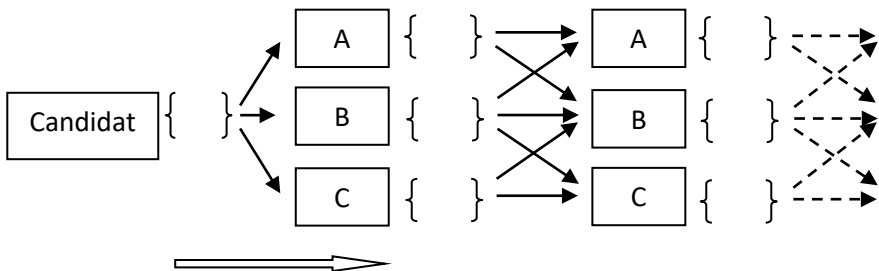 A { } A { }
Candidat { } B { } B { }
C { } C { }